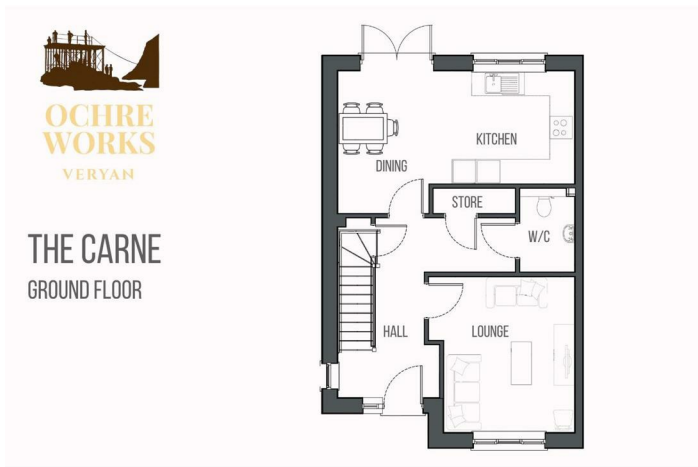 OCHRE
WORKS
VERYAN
THE CARNE
GROUND FLOOR
KITCHEN
DINING
STORE
W/C
HALL
LOUNGE